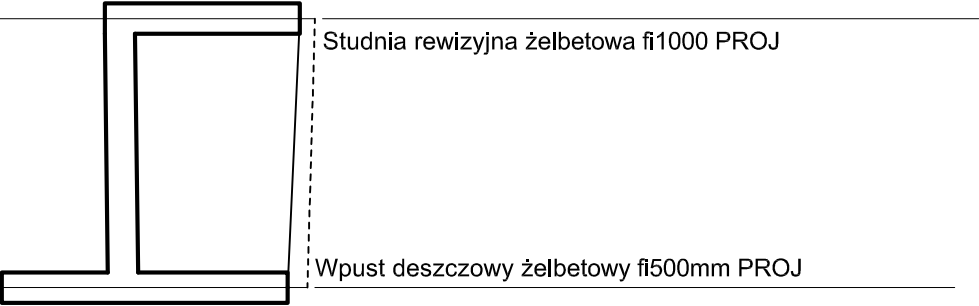 Studnia rewizyjna żelbetowa fi1000 PROJ
Wpust deszczowy żelbetowy fi500mm PROJ